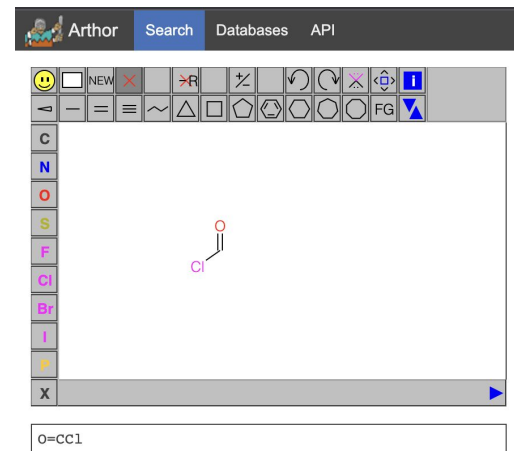 Arthor Search Databases API
NEW R +/- i
FG
C
N
O
S
F
Cl
Br
I
P
X
O
Cl
O=CCl